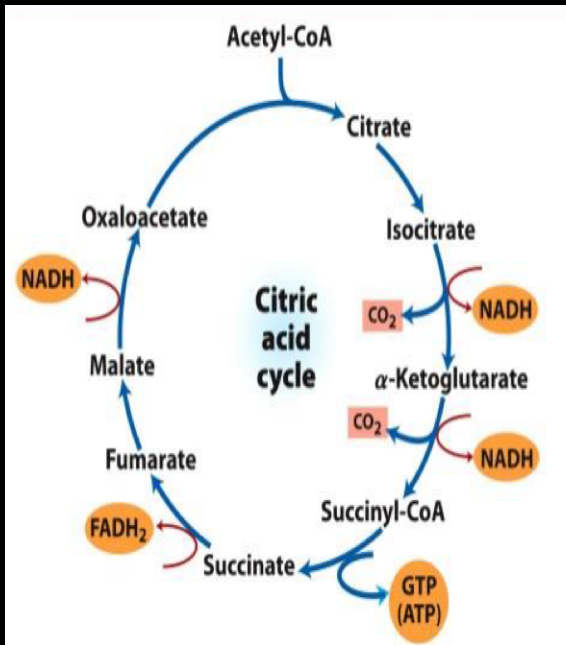 Acetyl-CoA
Citrate
Oxaloacetate
Isocitrate
NADH
Citric
acid
cycle
CO₂
NADH
Malate
α-Ketoglutarate
CO₂
Fumarate
NADH
Succinyl-CoA
FADH₂
Succinate
GTP
(ATP)